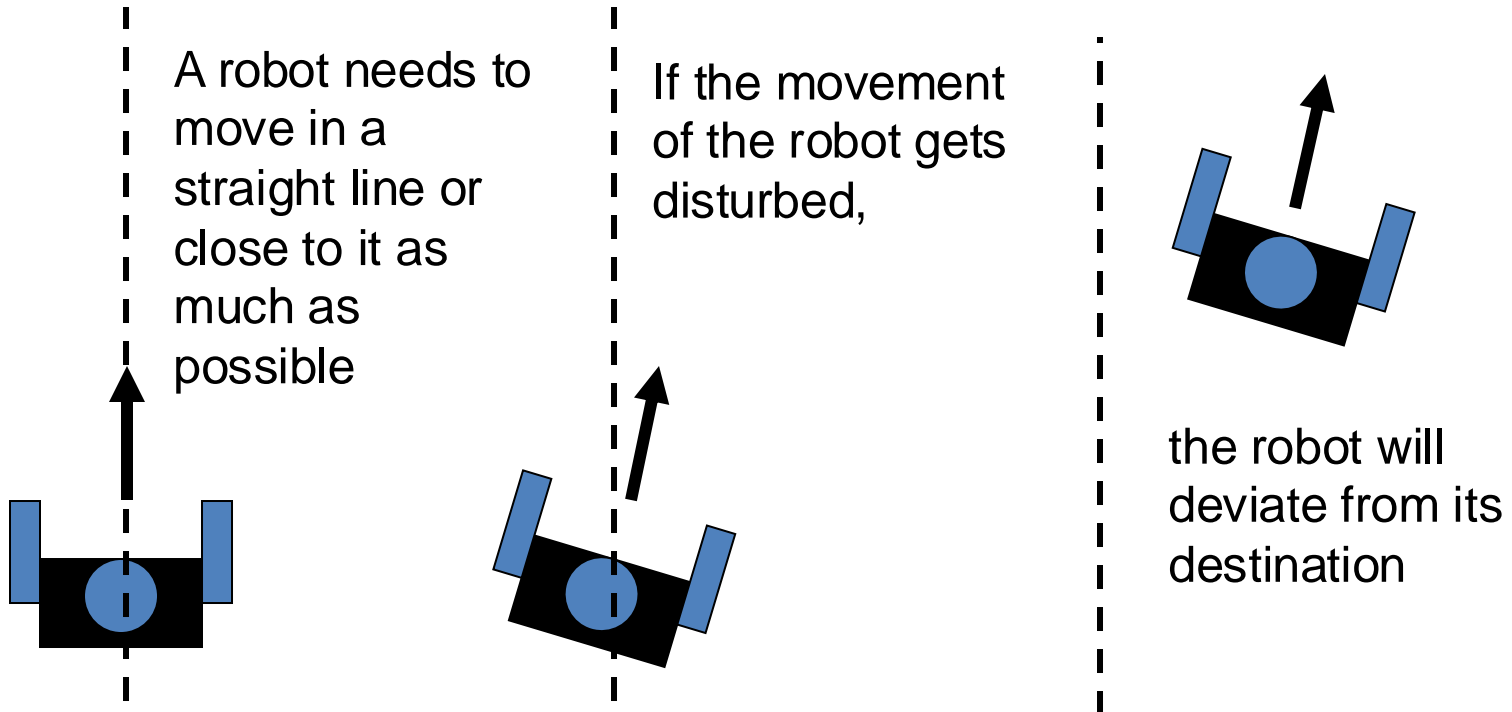 A robot needs to
move in a
straight line or
close to it as
much as
possible
If the movement
of the robot gets
disturbed,
the robot will
deviate from its
destination